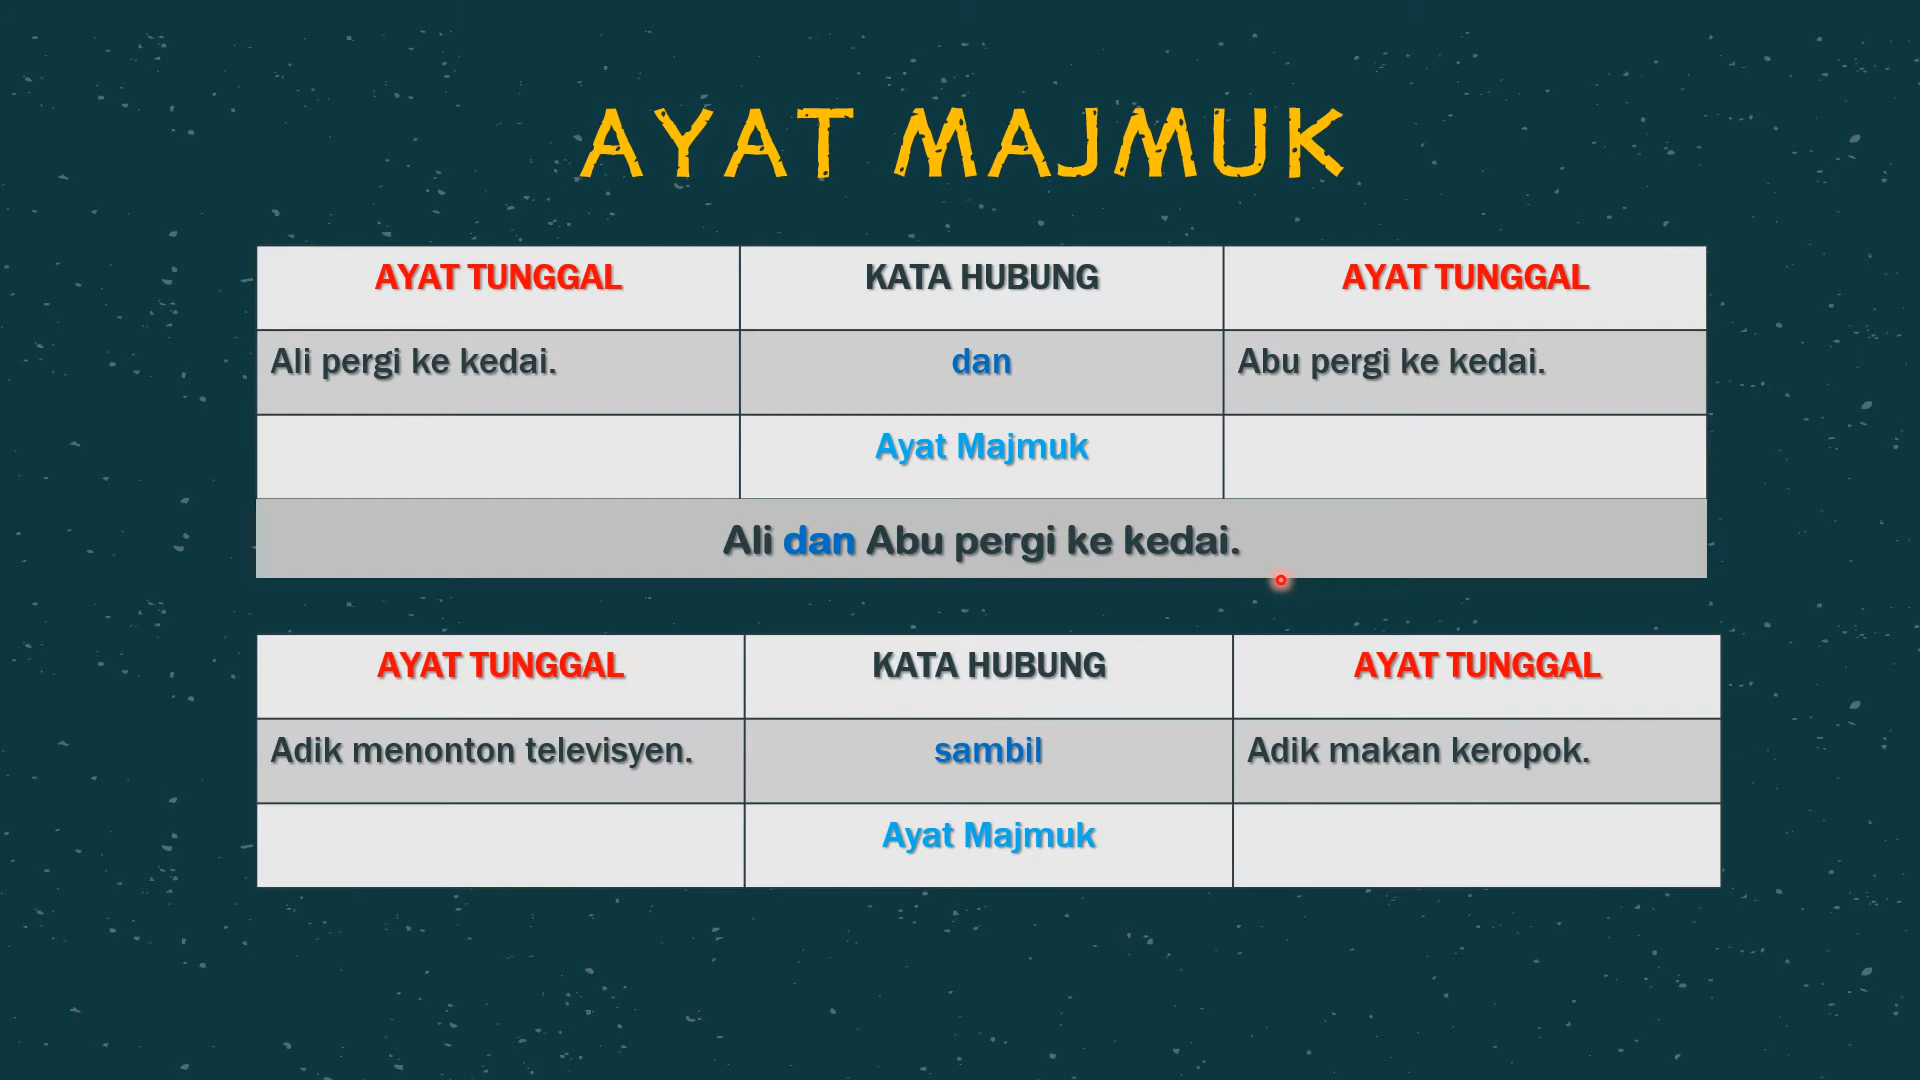 AYAT MAJMUK
AYAT TUNGGAL KATA HUBUNG AYAT TUNGGAL
Ali pergi ke kedai. dan Abu pergi ke kedai.
Ayat Majmuk
Ali dan Abu pergi ke kedai.
AYAT TUNGGAL KATA HUBUNG AYAT TUNGGAL
Adik menonton televisyen. sambil Adik makan keropok.
Ayat Majmuk